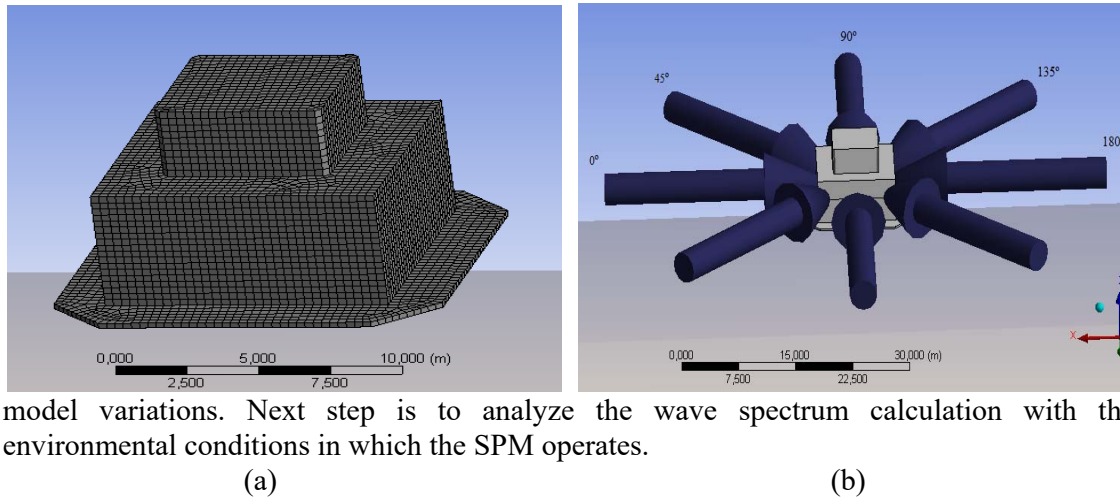 90°
45°
135°
0°
180
0,000 5,000 10,000 (m)
2,500 7,500
0,000 15,000 30,000 (m)
7,500 22,500
X
model variations. Next step is to analyze the wave spectrum calculation with th
environmental conditions in which the SPM operates.
(a) (b)